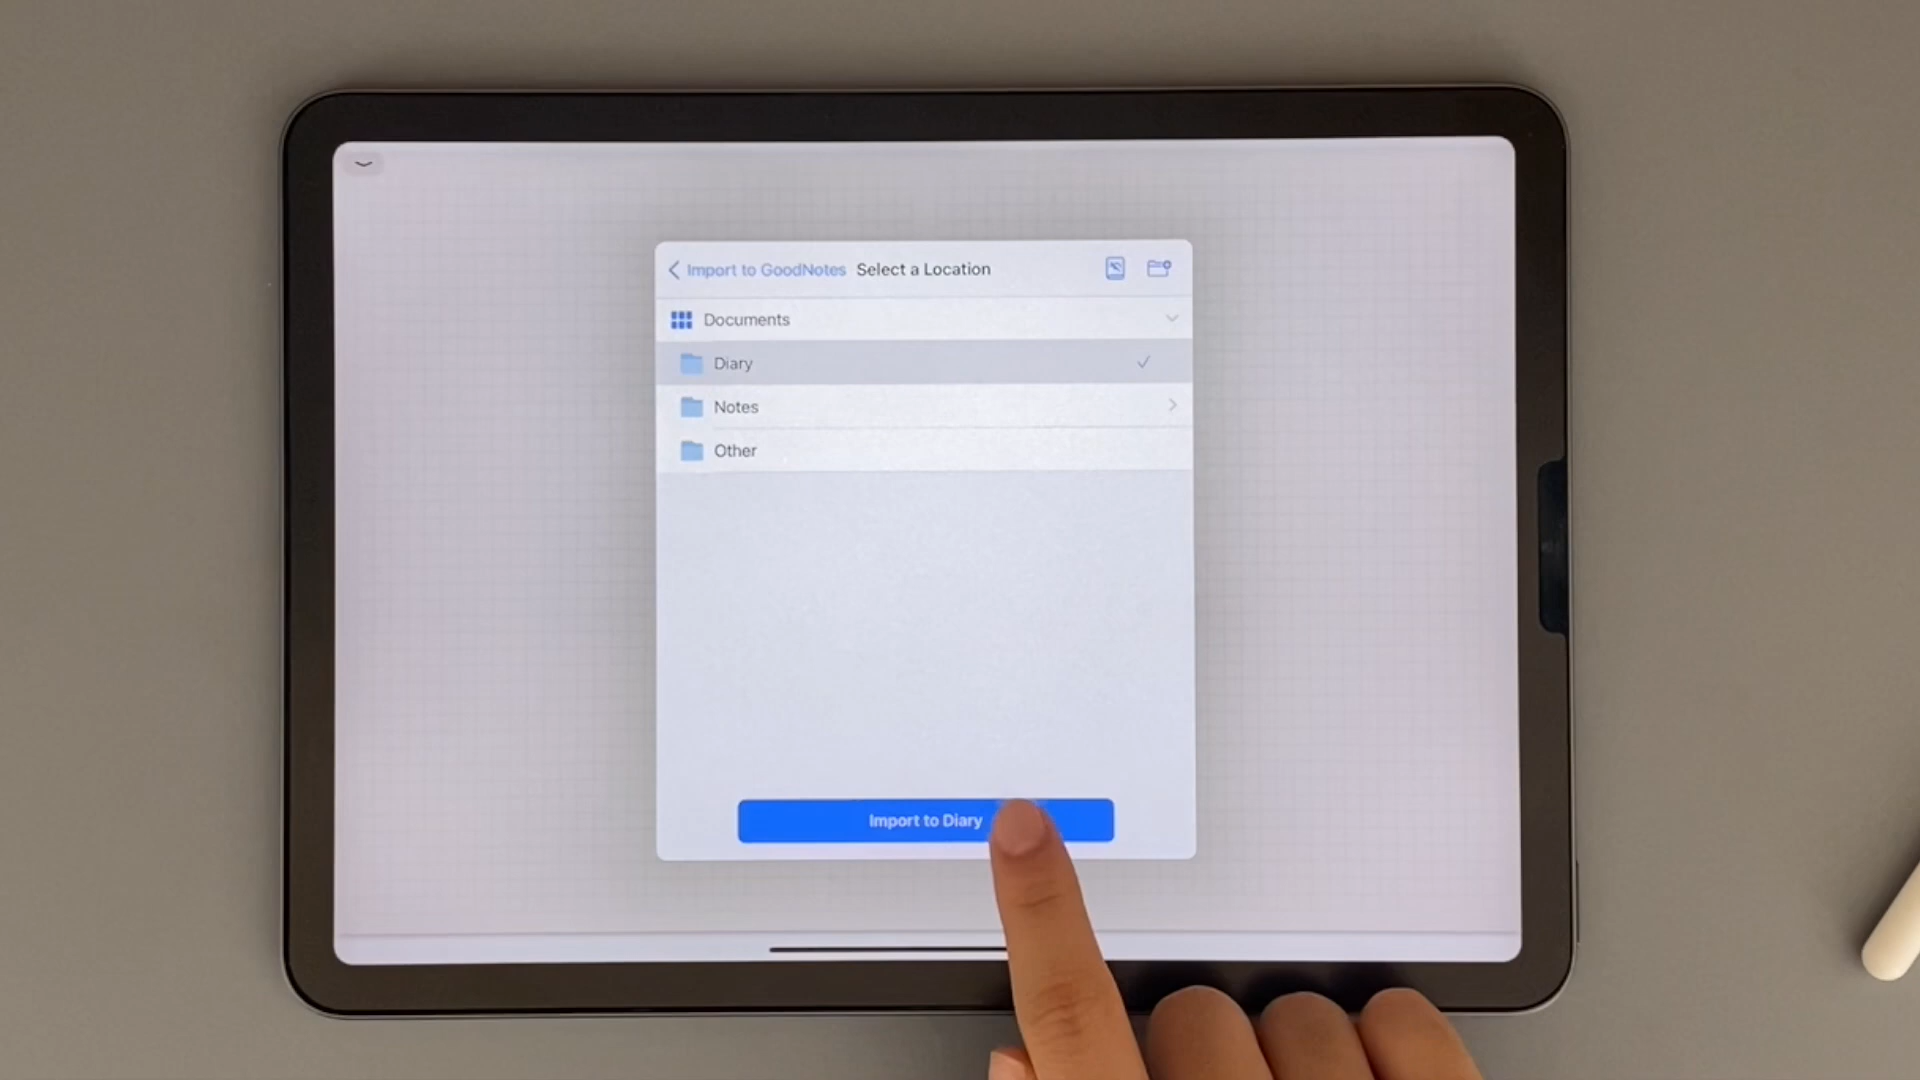 Import to GoodNotes Select a Location
Documents
Diary
Notes
Other
Import to Diary